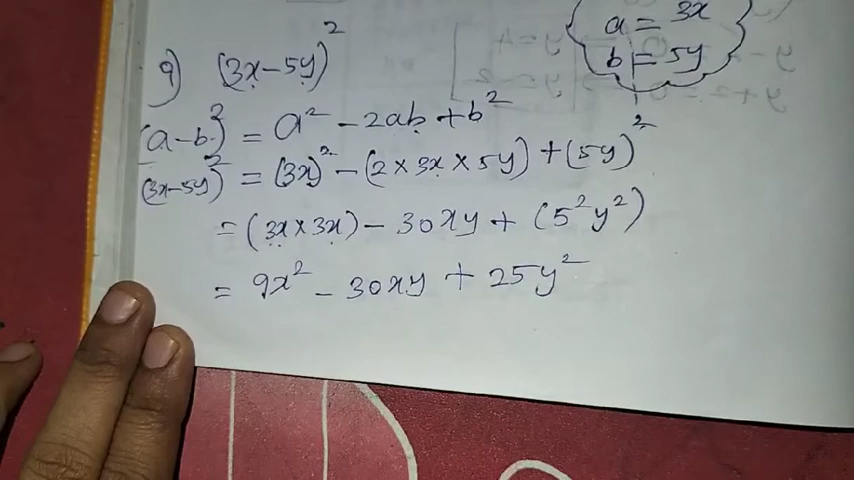 a = 3x
b = 5y
9) (3x-5y)²
(a-b)² = a² - 2ab + b²
(3x-5y)² = (3x)² - (2 × 3x × 5y) + (5y)²
= (3x × 3x) - 30xy + (5²y²)
= 9x² - 30xy + 25y²